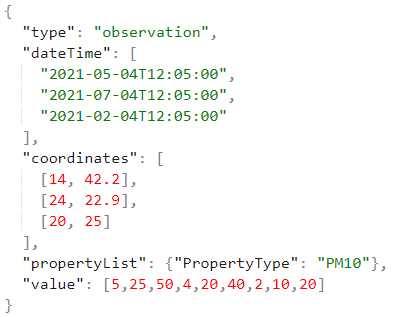 {
"type": "observation",
"dateTime": [
"2021-05-04T12:05:00",
"2021-07-04T12:05:00",
"2021-02-04T12:05:00"
],
"coordinates": [
[14, 42.2],
[24, 22.9],
[20, 25]
],
"propertyList": {"PropertyType": "PM10"},
"value": [5,25,50,4,20,40,2,10,20]
}